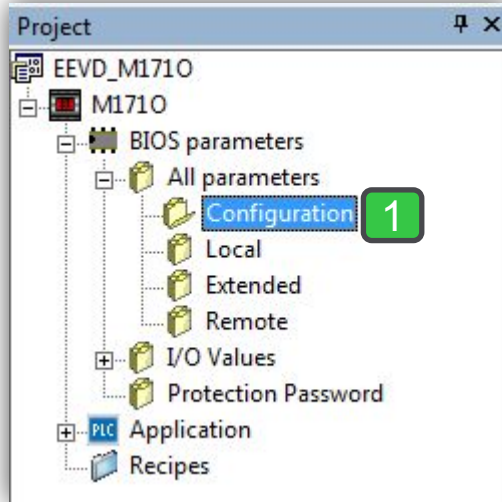 Project
EEVD_M171O
M171O
BIOS parameters
All parameters
Configuration 1
Local
Extended
Remote
I/O Values
Protection Password
PLC Application
Recipes